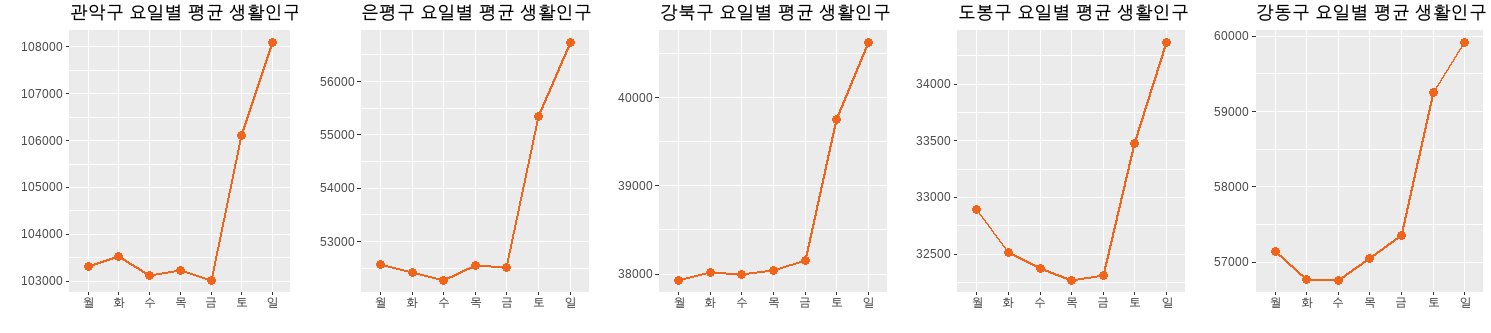 관악구 요일별 평균 생활인구
108000
107000
106000
105000
104000
103000
월 화 수 목 금 토 일
은평구 요일별 평균 생활인구
56000
55000
54000
53000
월 화 수 목 금 토 일
강북구 요일별 평균 생활인구
40000
39000
38000
월 화 수 목 금 토 일
도봉구 요일별 평균 생활인구
34000
33500
33000
32500
월 화 수 목 금 토 일
강동구 요일별 평균 생활인구
60000
59000
58000
57000
월 화 수 목 금 토 일